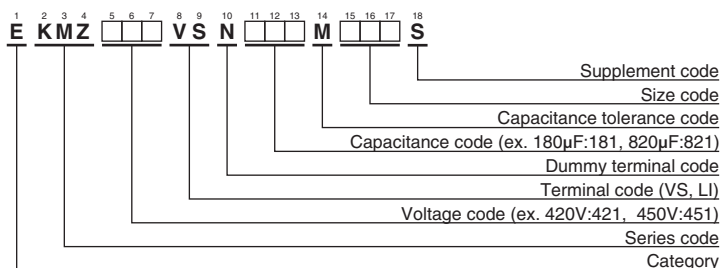 1 2 3 4 5 6 7 8 9 10 11 12 13 14 15 16 17 18
E KMZ □□□ VS N □□□ M □□□ S
Supplement code
Size code
Capacitance tolerance code
Capacitance code (ex. 180µF:181, 820µF:821)
Dummy terminal code
Terminal code (VS, LI)
Voltage code (ex. 420V:421, 450V:451)
Series code
Category